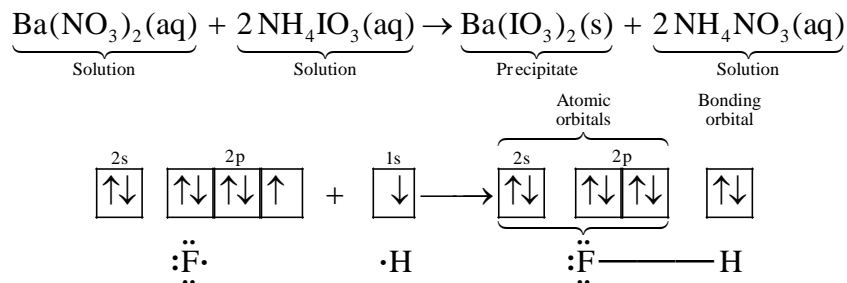 Ba(NO₃)₂(aq) + 2 NH₄IO₃(aq) → Ba(IO₃)₂(s) + 2 NH₄NO₃(aq)
Solution Solution Precipitate Solution
Atomic orbitals Bonding orbital
2s 2p 1s 2s 2p
↑↓ ↑↓ ↑↓ ↑ + ↓ → ↑↓ ↑↓ ↑↓ ↑↓
:F· ·H :F—H